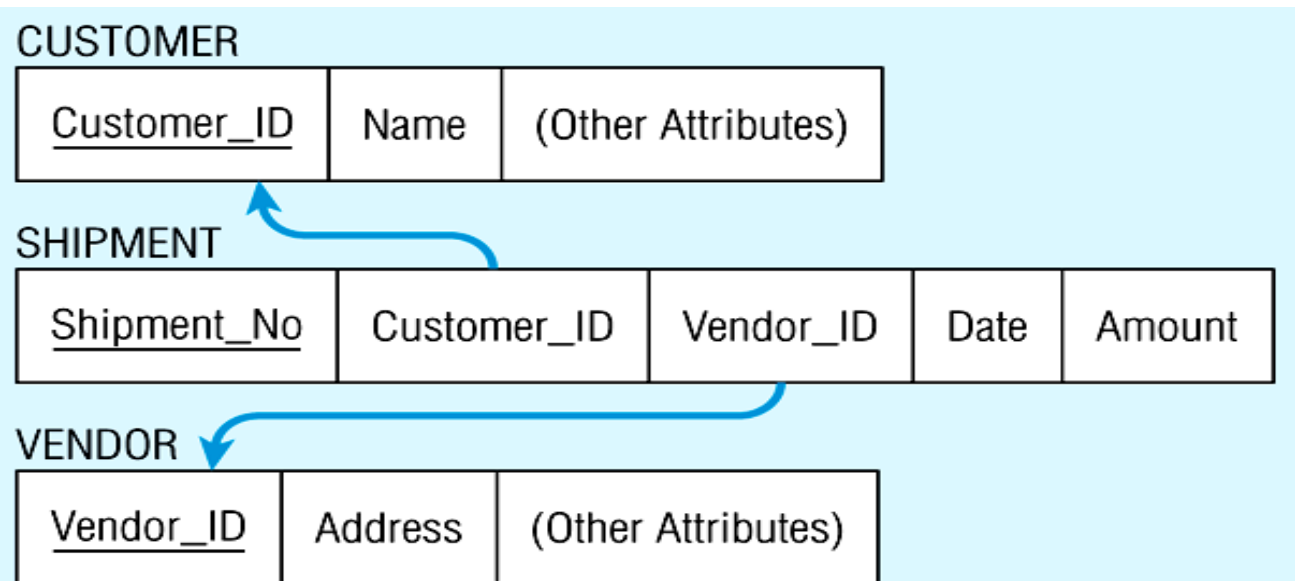 CUSTOMER
Customer_ID Name (Other Attributes)
SHIPMENT
Shipment_No Customer_ID Vendor_ID Date Amount
VENDOR
Vendor_ID Address (Other Attributes)